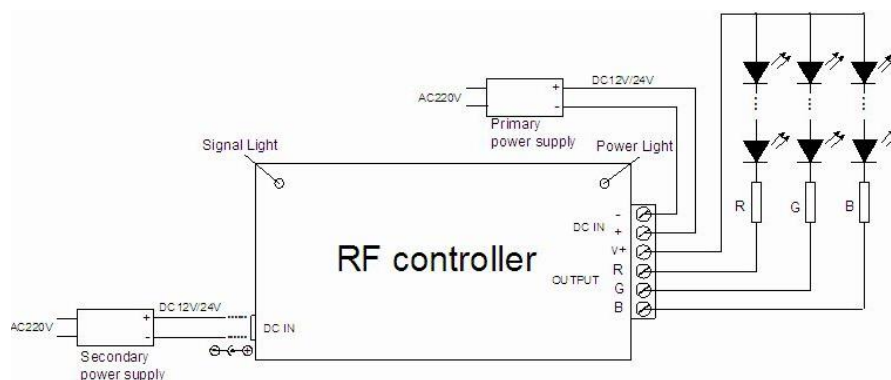 DC12V/24V
AC220V
+
-
Primary
power supply
Signal Light
Power Light
R
G
B
-
DC IN
+
V+
RF controller
R
OUTPUT
G
B
DC12V/24V
AC220V
+
-
DC IN
Secondary
power supply